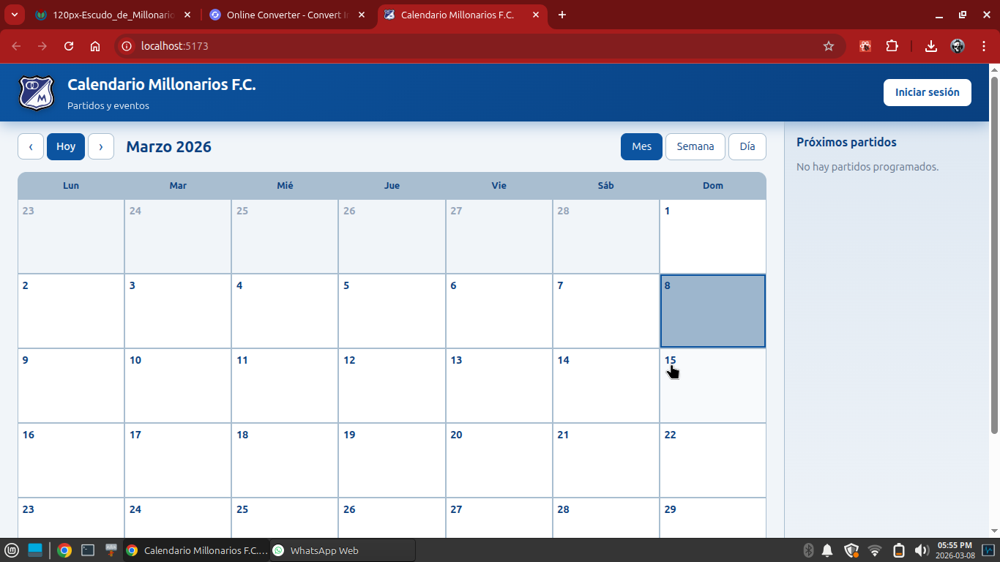 120px-Escudo_de_Millonario
Online Converter - Convert I
Calendario Millonarios F.C.
localhost:5173
Calendario Millonarios F.C.
Partidos y eventos
Iniciar sesión
‹ Hoy › Marzo 2026
Mes Semana Día
Próximos partidos
No hay partidos programados.
Lun Mar Mié Jue Vie Sáb Dom
23 24 25 26 27 28 1
2 3 4 5 6 7 8
9 10 11 12 13 14 15
16 17 18 19 20 21 22
23 24 25 26 27 28 29
Calendario Millonarios F.C....
WhatsApp Web
05:55 PM
2026-03-08